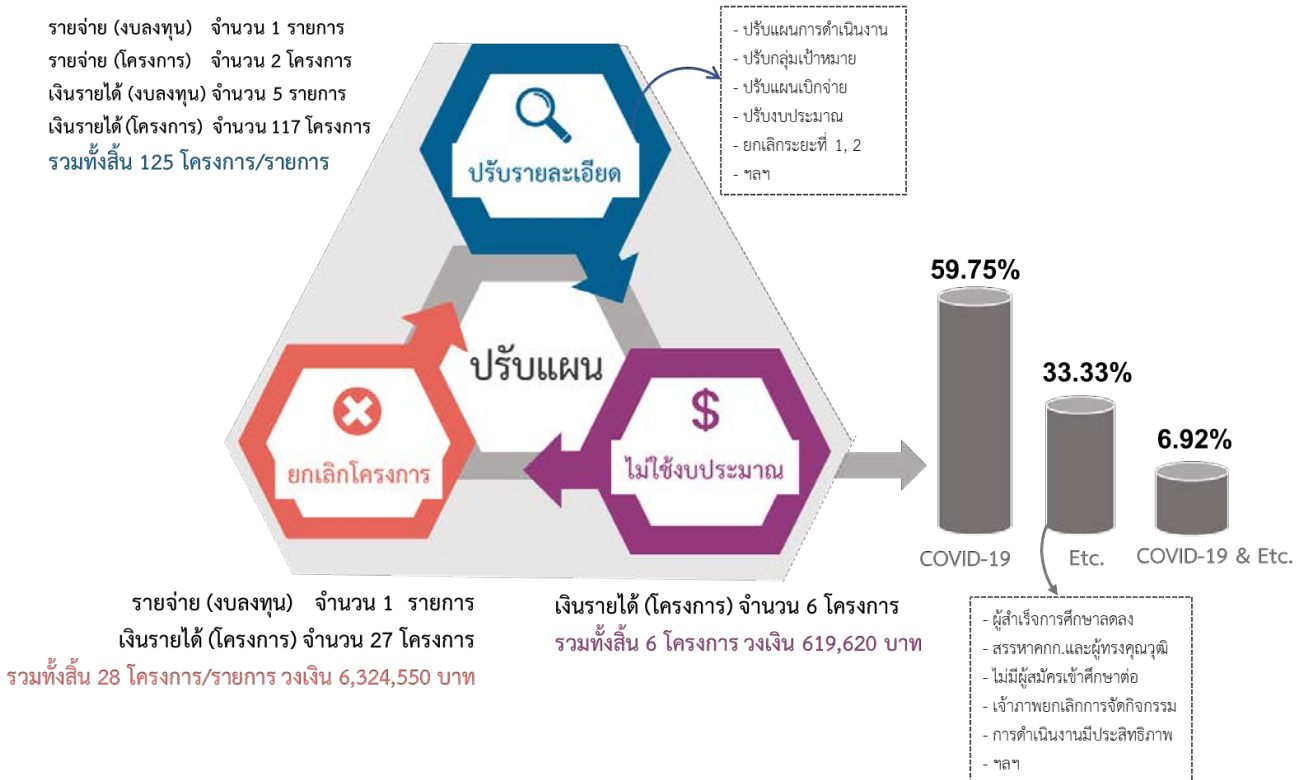 รายจ่าย (งบลงทุน) จำนวน 1 รายการ
รายจ่าย (โครงการ) จำนวน 2 โครงการ
เงินรายได้ (งบลงทุน) จำนวน 5 รายการ
เงินรายได้ (โครงการ) จำนวน 117 โครงการ
รวมทั้งสิ้น 125 โครงการ/รายการ
ปรับรายละเอียด
- ปรับแผนการดำเนินงาน
- ปรับกลุ่มเป้าหมาย
- ปรับแผนเบิกจ่าย
- ปรับงบประมาณ
- ยกเลิกระยะที่ 1, 2
- ฯลฯ
ปรับแผน
ยกเลิกโครงการ
$
ไม่ใช้งบประมาณ
59.75%
33.33%
6.92%
COVID-19
Etc.
COVID-19 & Etc.
รายจ่าย (งบลงทุน) จำนวน 1 รายการ
เงินรายได้ (โครงการ) จำนวน 27 โครงการ
รวมทั้งสิ้น 28 โครงการ/รายการ วงเงิน 6,324,550 บาท
เงินรายได้ (โครงการ) จำนวน 6 โครงการ
รวมทั้งสิ้น 6 โครงการ วงเงิน 619,620 บาท
- ผู้สำเร็จการศึกษาลดลง
- สรรหาคกก.และผู้ทรงคุณวุฒิ
- ไม่มีผู้สมัครเข้าศึกษาต่อ
- เจ้าภาพยกเลิกการจัดกิจกรรม
- การดำเนินงานมีประสิทธิภาพ
- ฯลฯ